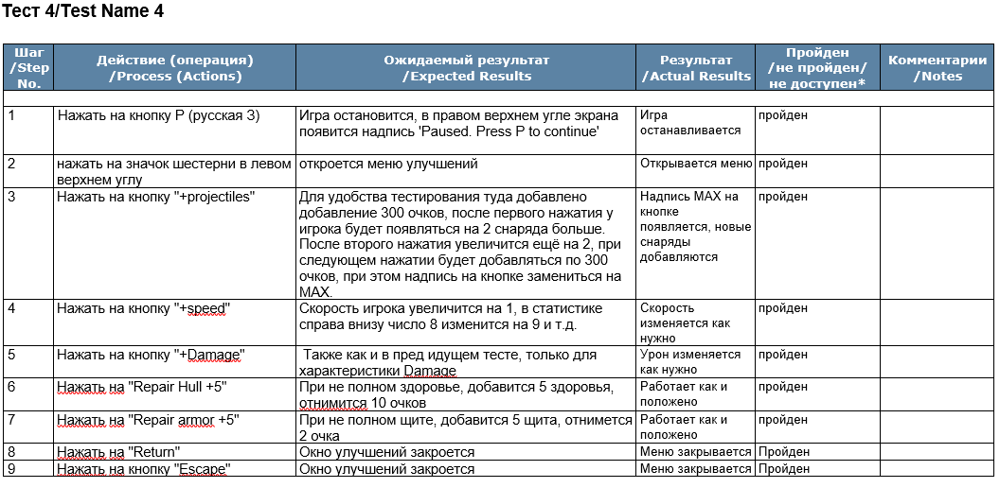 Тест 4/Test Name 4
Шаг
/Step
No.
Действие (операция)
/Process (Actions)
Ожидаемый результат
/Expected Results
Результат
/Actual Results
Пройден
/не пройден/
не доступен*
Комментарии
/Notes
1
Нажать на кнопку P (русская З)
Игра остановится, в правом верхнем угле экрана
появится надпись 'Paused. Press P to continue'
Игра
останавливается
пройден
2
нажать на значок шестерни в левом
верхнем углу
откроется меню улучшений
Открывается меню
пройден
3
Нажать на кнопку "+projectiles"
Для удобства тестирования туда добавлено
добавление 300 очков, после первого нажатия у
игрока будет появляться на 2 снаряда больше.
После второго нажатия увеличится ещё на 2, при
следующем нажатии будет добавляться по 300
очков, при этом надпись на кнопке замениться на
MAX.
Надпись MAX на
кнопке
появляется, новые
снаряды
добавляются
пройден
4
Нажать на кнопку "+speed"
Скорость игрока увеличится на 1, в статистике
справа внизу число 8 изменится на 9 и т.д.
Скорость
изменяется как
нужно
пройден
5
Нажать на кнопку "+Damage"
Также как и в пред идущем тесте, только для
характеристики Damage
Урон изменяется
как нужно
пройден
6
Нажать на "Repair Hull +5"
При не полном здоровье, добавится 5 здоровья,
отнимится 10 очков
Работает как и
положено
пройден
7
Нажать на "Repair armor +5"
При не полном щите, добавится 5 щита, отнимется
2 очка
Работает как и
положено
пройден
8
Нажать на "Return"
Окно улучшений закроется
Меню закрывается
Пройден
9
Нажать на кнопку "Escape"
Окно улучшений закроется
Меню закрывается
Пройден